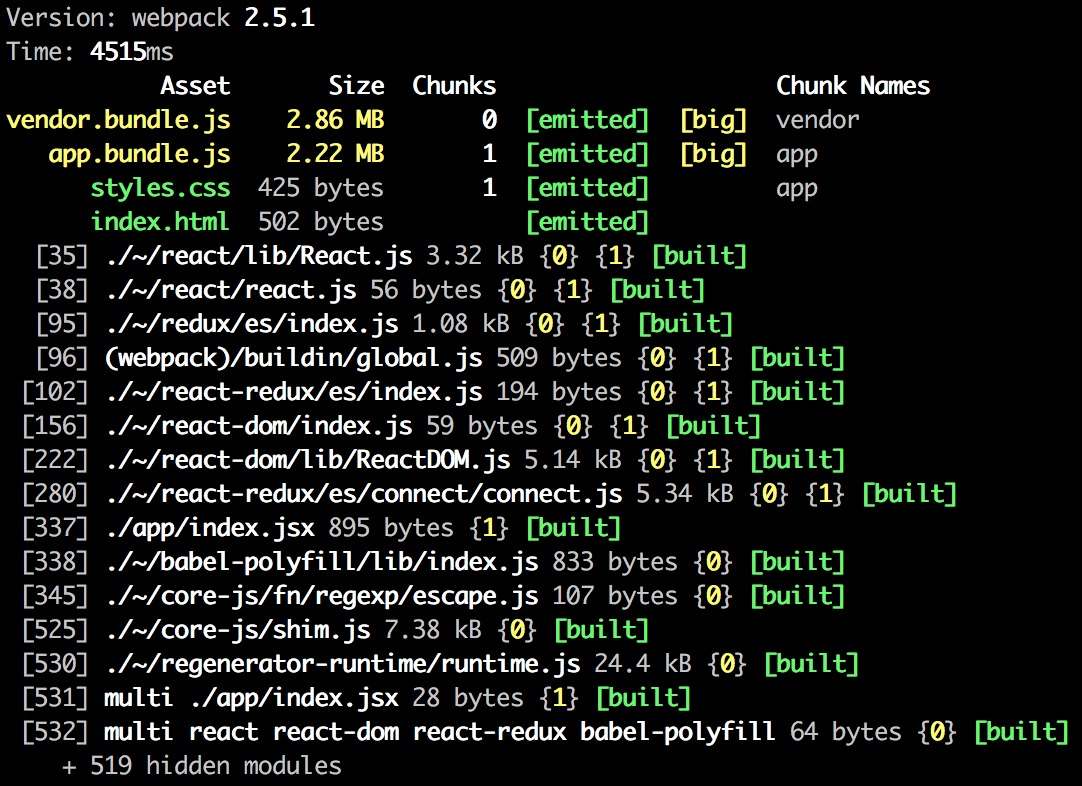 Version: webpack 2.5.1
Time: 4515ms
Asset Size Chunks Chunk Names
vendor.bundle.js 2.86 MB 0 [emitted] [big] vendor
app.bundle.js 2.22 MB 1 [emitted] [big] app
styles.css 425 bytes 1 [emitted] app
index.html 502 bytes [emitted]
[35] ./~/react/lib/React.js 3.32 kB {0} {1} [built]
[38] ./~/react/react.js 56 bytes {0} {1} [built]
[95] ./~/redux/es/index.js 1.08 kB {0} {1} [built]
[96] (webpack)/buildin/global.js 509 bytes {0} {1} [built]
[102] ./~/react-redux/es/index.js 194 bytes {0} {1} [built]
[156] ./~/react-dom/index.js 59 bytes {0} {1} [built]
[222] ./~/react-dom/lib/ReactDOM.js 5.14 kB {0} {1} [built]
[280] ./~/react-redux/es/connect/connect.js 5.34 kB {0} {1} [built]
[337] ./app/index.jsx 895 bytes {1} [built]
[338] ./~/babel-polyfill/lib/index.js 833 bytes {0} [built]
[345] ./~/core-js/fn/regexp/escape.js 107 bytes {0} [built]
[525] ./~/core-js/shim.js 7.38 kB {0} [built]
[530] ./~/regenerator-runtime/runtime.js 24.4 kB {0} [built]
[531] multi ./app/index.jsx 28 bytes {1} [built]
[532] multi react react-dom react-redux babel-polyfill 64 bytes {0} [built]
+ 519 hidden modules